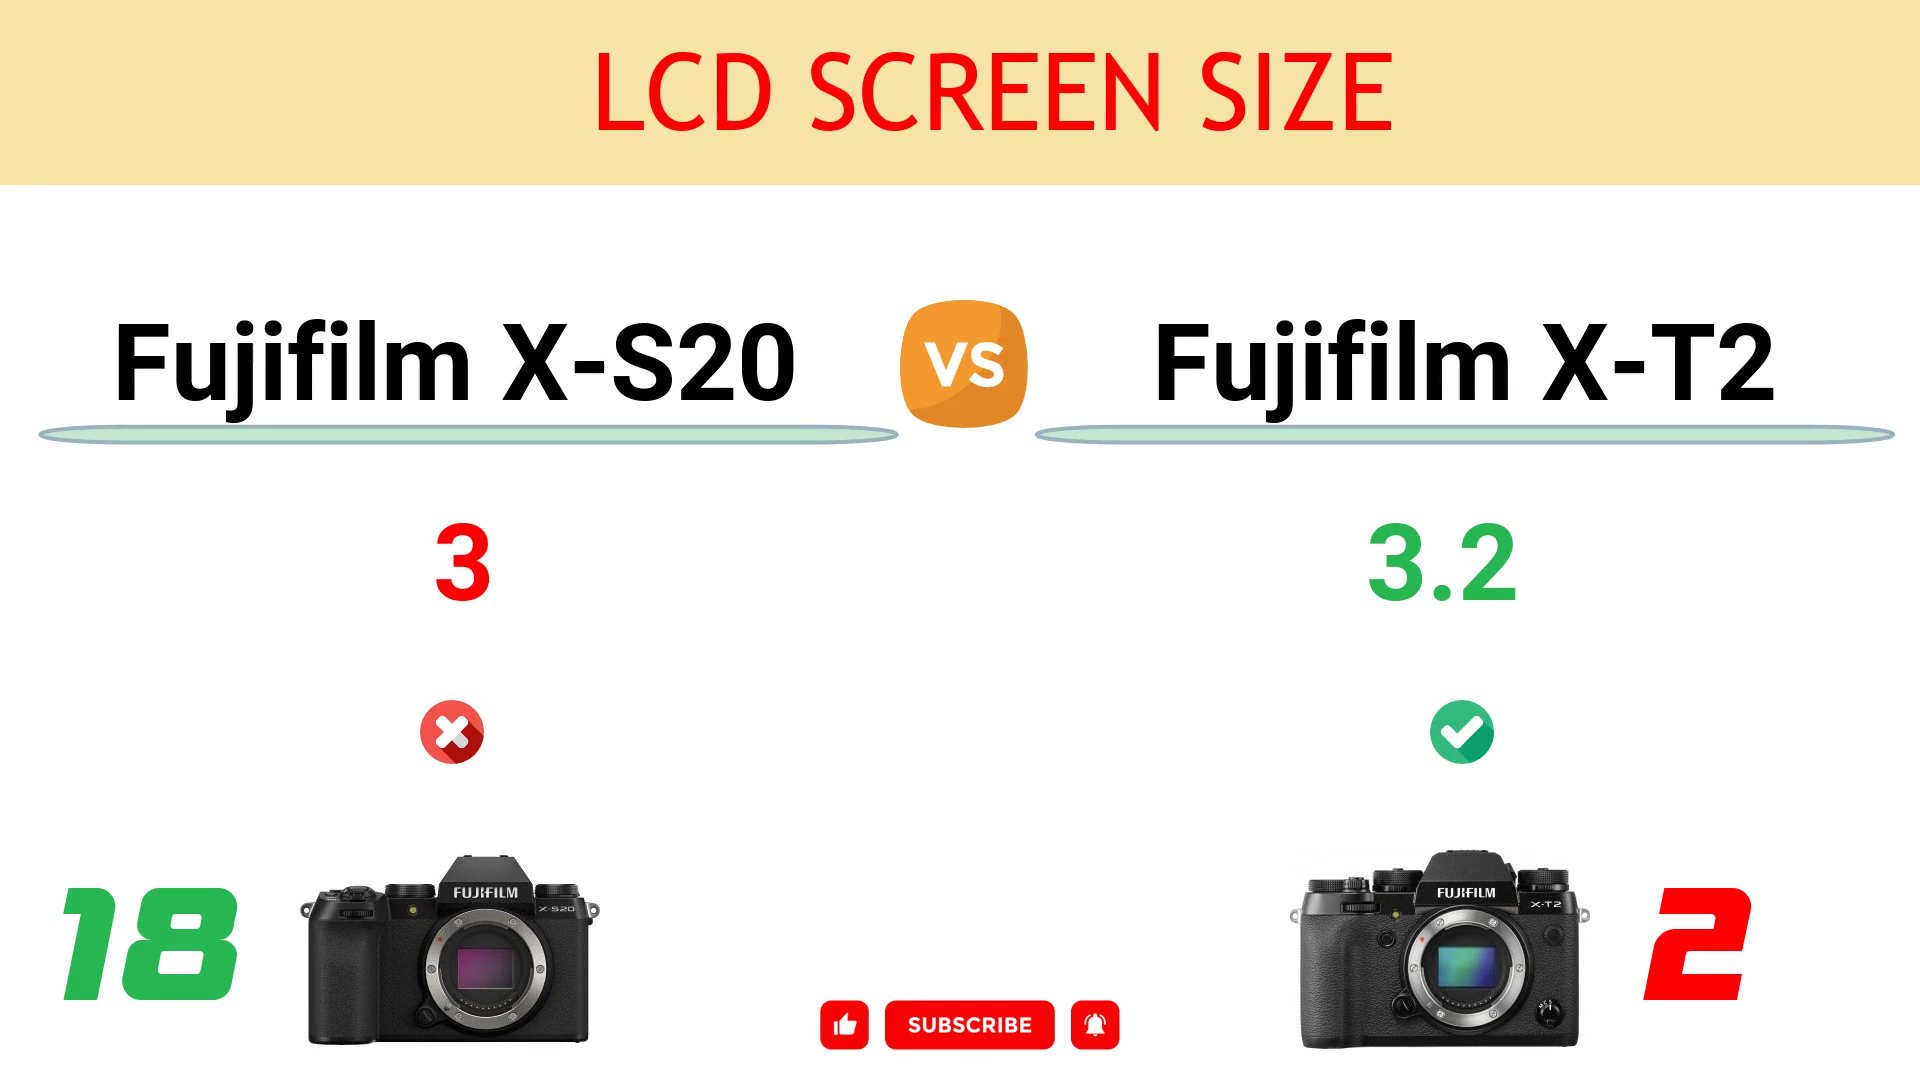 LCD SCREEN SIZE
Fujifilm X-S20
VS
Fujifilm X-T2
3
3.2
18
FUJIFILM
X-S20
FUJIFILM
X-T2
2
SUBSCRIBE